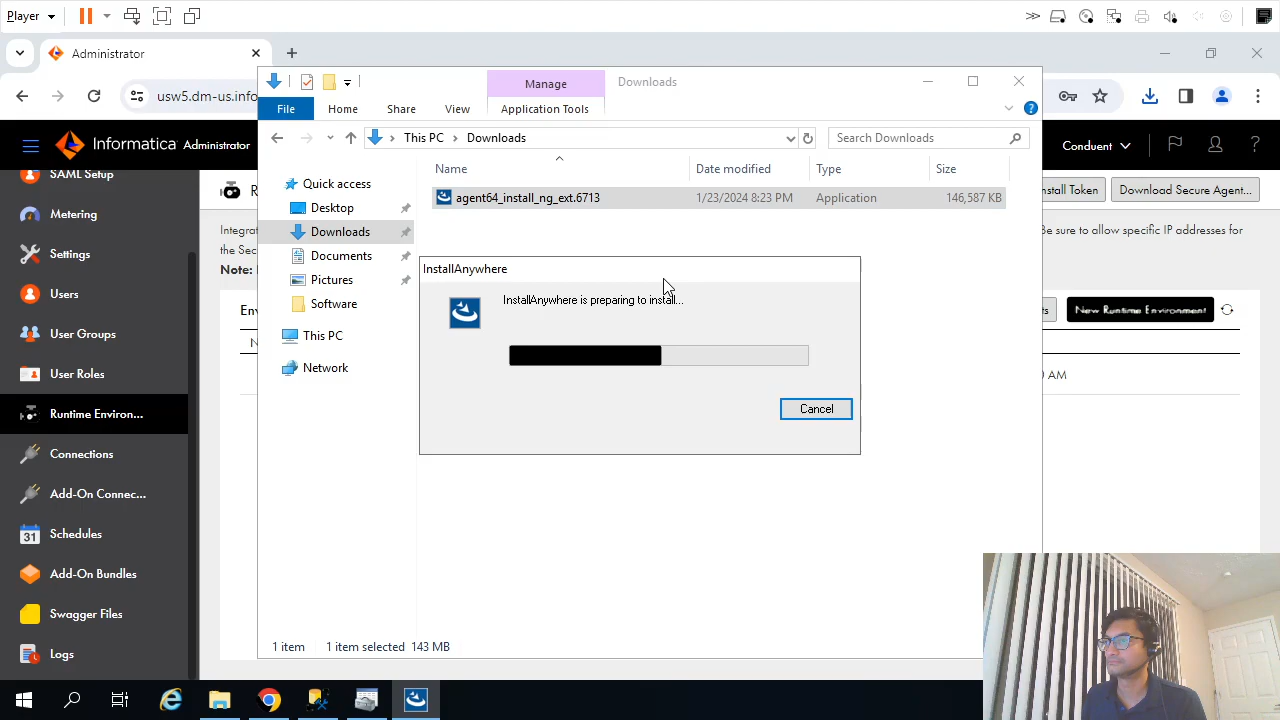 Player
Administrator
usw5.dm-us.info
Informatica Administrator
Conduent
SAML Setup
Metering
Settings
Users
User Groups
User Roles
Runtime Environ...
Connections
Add-On Connec...
Schedules
31
Add-On Bundles
Swagger Files
Logs
nstall Token
Download Secure Agent...
Be sure to allow specific IP addresses for
the Sec
Note:
New Runtime Environment
AM
Manage
Downloads
File
Home
Share
View
Application Tools
This PC
Downloads
Search Downloads
Name
Date modified
Type
Size
agent64_install_ng_ext.6713
1/23/2024 8:23 PM
Application
146,587 KB
Quick access
Desktop
Downloads
Documents
Pictures
Software
This PC
Network
InstallAnywhere
InstallAnywhere is preparing to install...
Cancel
1 item
1 item selected
143 MB